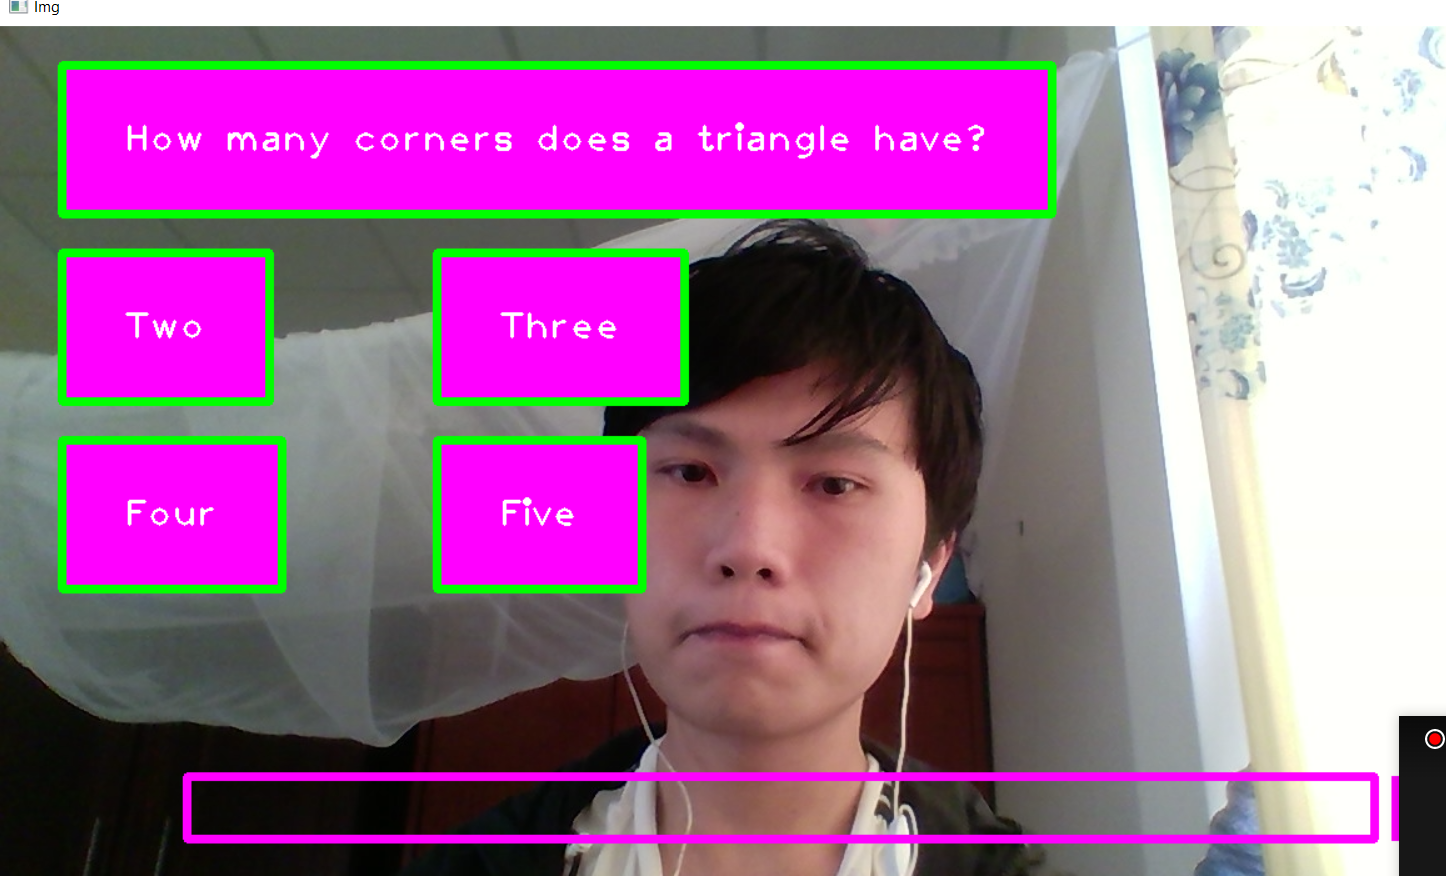 Img
How many corners does a triangle have?
Two
Three
Four
Five